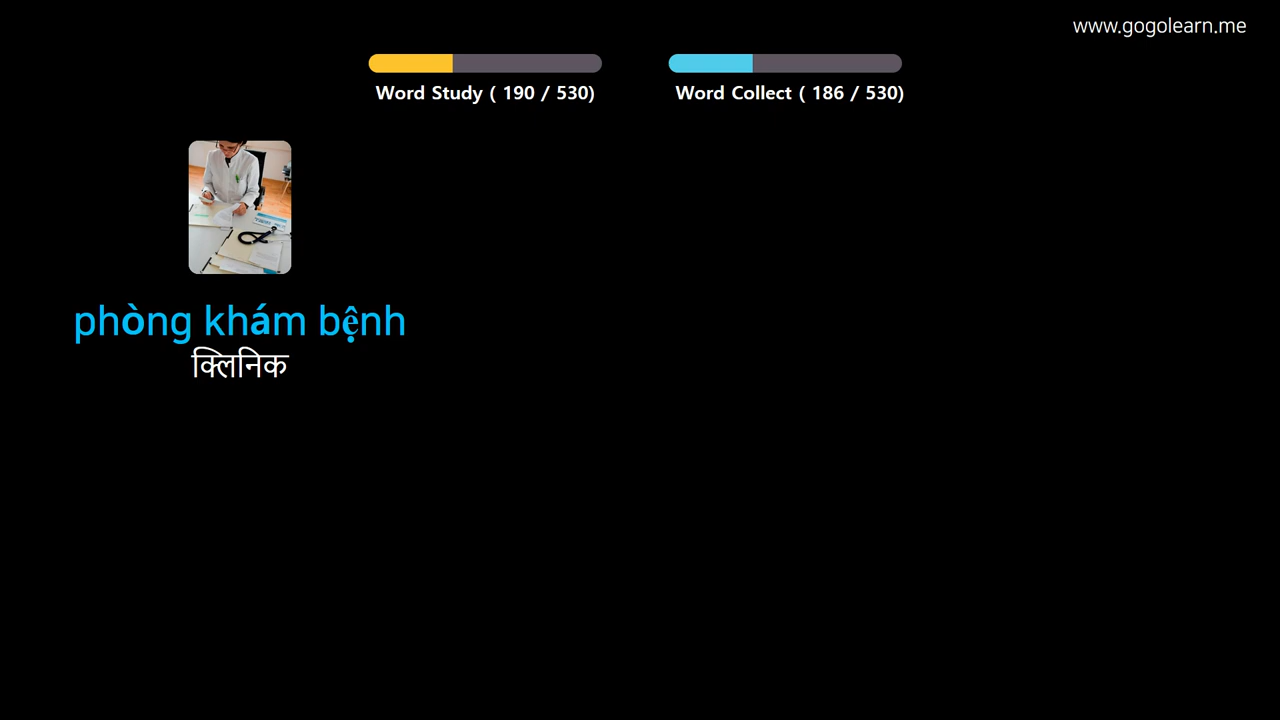 www.gogolearn.me
Word Study ( 190 / 530)
Word Collect ( 186 / 530)
phòng khám bệnh
क्लिनिक